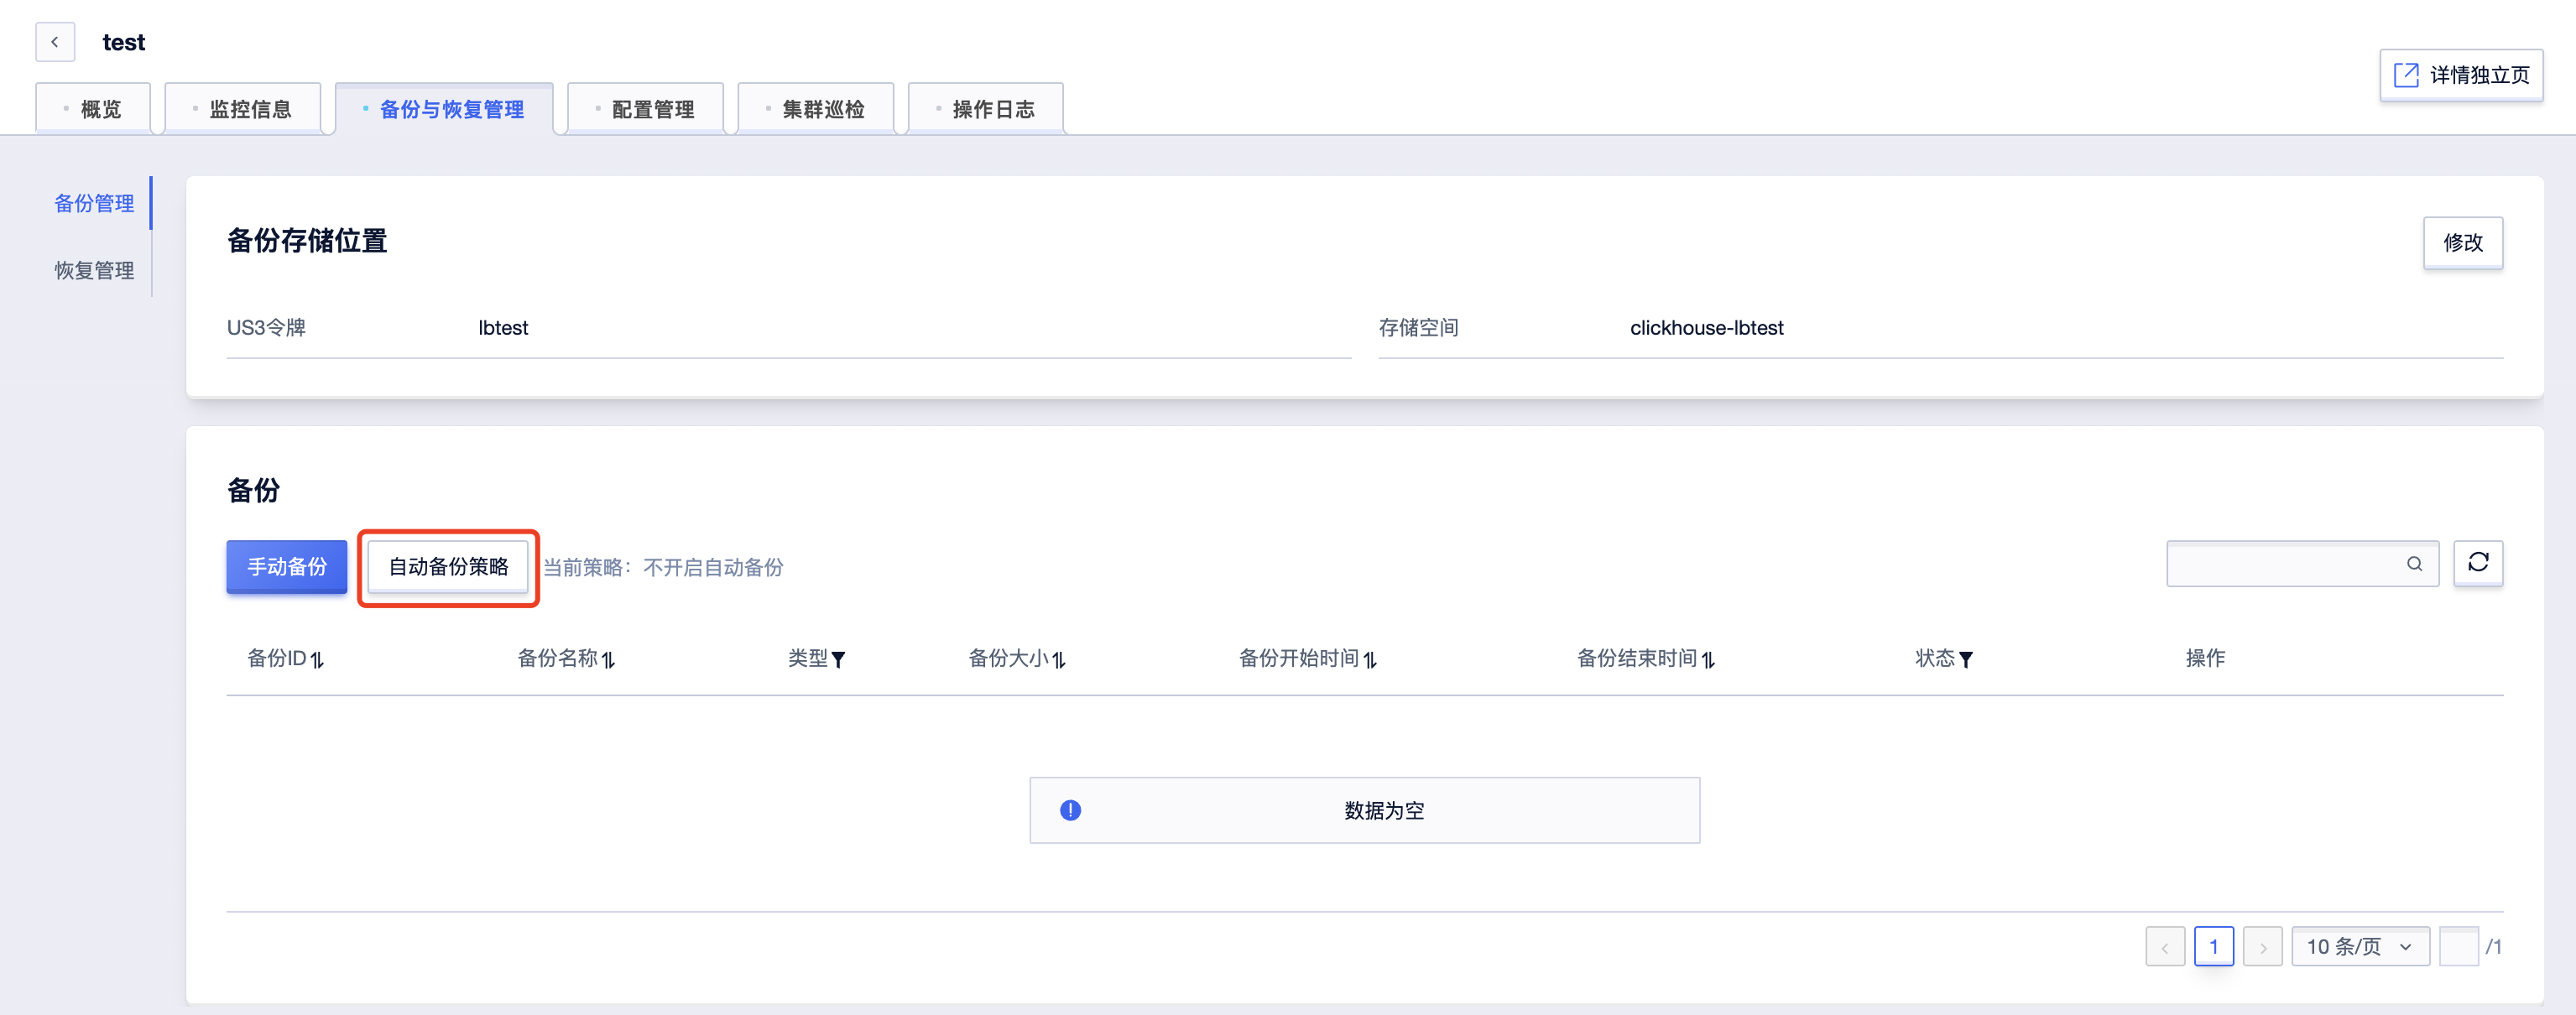 test
详情独立页
概览
监控信息
备份与恢复管理
配置管理
集群巡检
操作日志
备份管理
恢复管理
备份存储位置
修改
US3令牌
lbtest
存储空间
clickhouse-lbtest
备份
手动备份
自动备份策略
当前策略：不开启自动备份
备份ID
备份名称
类型
备份大小
备份开始时间
备份结束时间
状态
操作
数据为空
1
10 条/页
/1